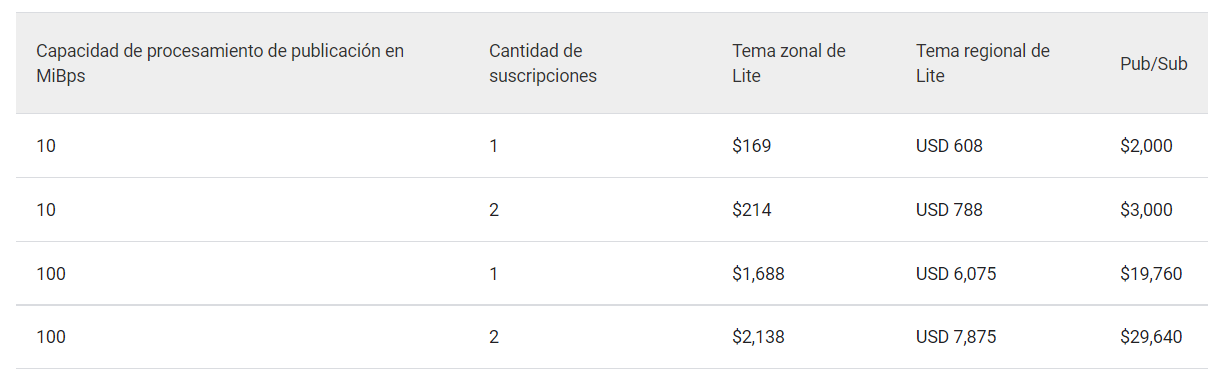 Capacidad de procesamiento de publicación en MiBps
Cantidad de suscripciones
Tema zonal de Lite
Tema regional de Lite
Pub/Sub
10 1 $169 USD 608 $2,000
10 2 $214 USD 788 $3,000
100 1 $1,688 USD 6,075 $19,760
100 2 $2,138 USD 7,875 $29,640